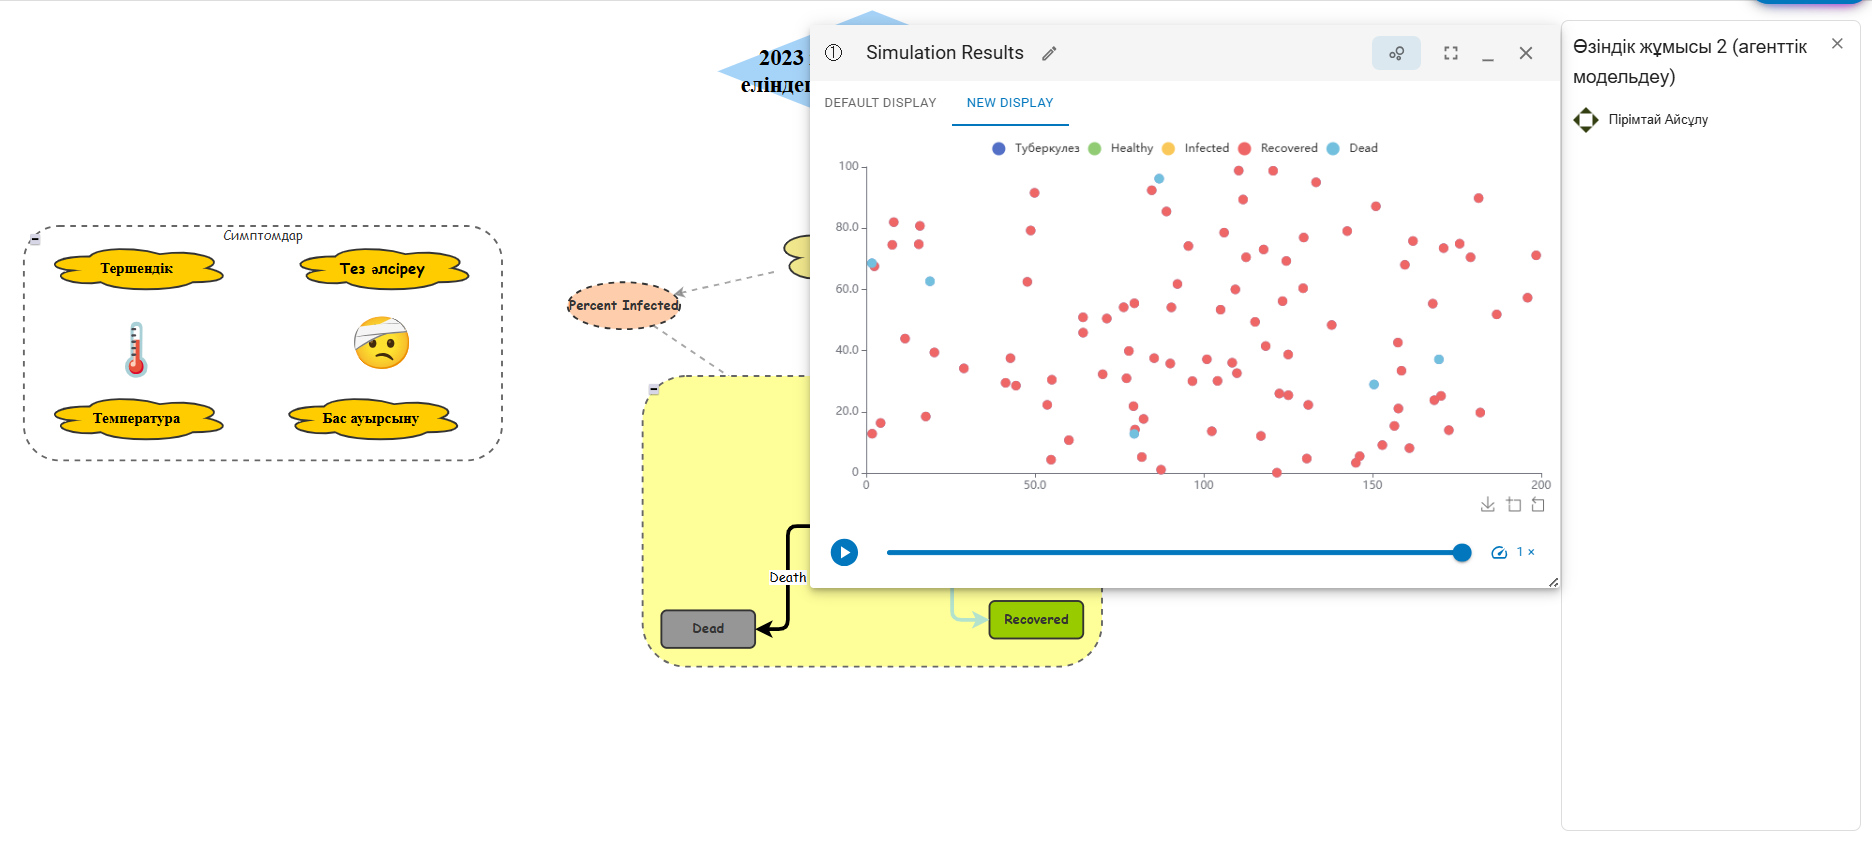 2023
еліндег
Симптомдар
Тершендік
Тез әлсіреу
Температура
Бас ауырсыну
Percent Infected
Death
Dead
Recovered
Simulation Results
DEFAULT DISPLAY
NEW DISPLAY
Туберкулез
Healthy
Infected
Recovered
Dead
100
80.0
60.0
40.0
20.0
0
0
50.0
100
150
200
1 ×
Өзіндік жұмысы 2 (агенттік
модельдеу)
Пірімтай Айсұлу